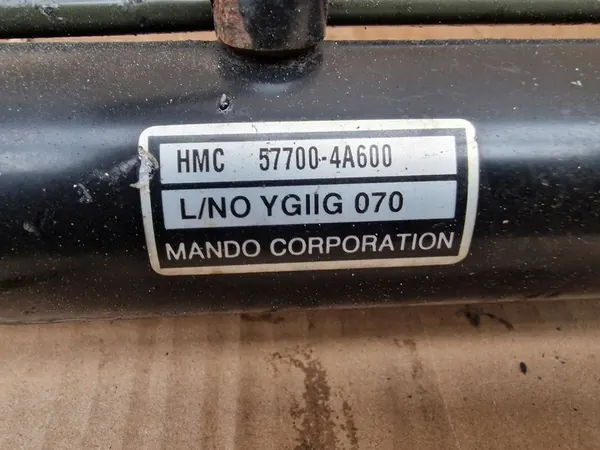 HMC 57700-4A600
L/NO YGIIG 070
MANDO CORPORATION